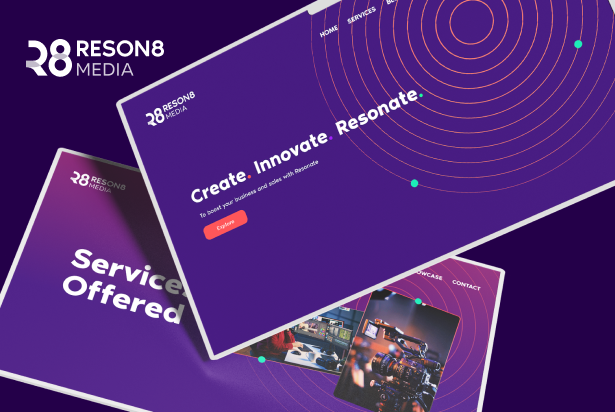 R8 RESON8
MEDIA
HOME SERVICES
R8 RESON8
MEDIA
Create. Innovate. Resonate.
To boost your business and sales with Resonate
Explore
R8 RESON8
MEDIA
Services
Offered
OWCASE CONTACT